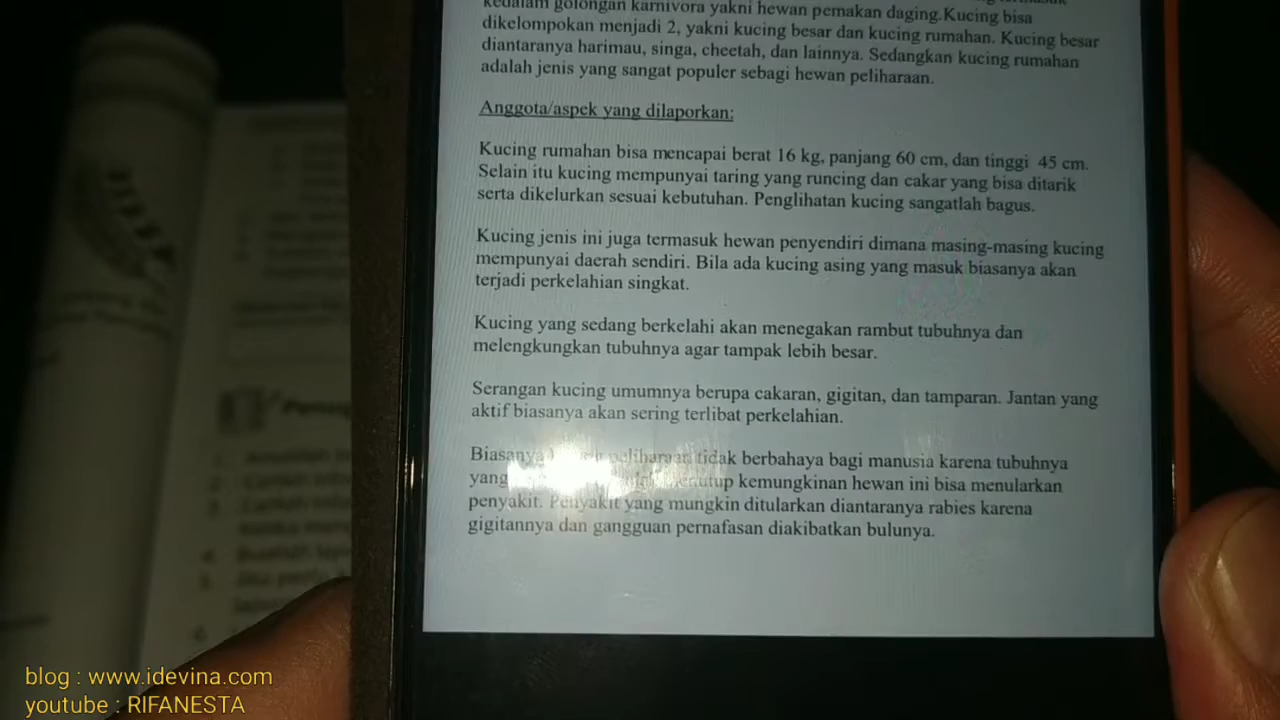 kedalam golongan karnivora yakni hewan pemakan daging.Kucing bisa
dikelompokan menjadi 2, yakni kucing besar dan kucing rumahan. Kucing besar
diantaranya harimau, singa, cheetah, dan lainnya. Sedangkan kucing rumahan
adalah jenis yang sangat populer sebagi hewan peliharaan.
Anggota/aspek yang dilaporkan:
Kucing rumahan bisa mencapai berat 16 kg, panjang 60 cm, dan tinggi 45 cm.
Selain itu kucing mempunyai taring yang runcing dan cakar yang bisa ditarik
serta dikelurkan sesuai kebutuhan. Penglihatan kucing sangatlah bagus.
Kucing jenis ini juga termasuk hewan penyendiri dimana masing-masing kucing
mempunyai daerah sendiri. Bila ada kucing asing yang masuk biasanya akan
terjadi perkelahian singkat.
Kucing yang sedang berkelahi akan menegakan rambut tubuhnya dan
melengkungkan tubuhnya agar tampak lebih besar.
Serangan kucing umumnya berupa cakaran, gigitan, dan tamparan. Jantan yang
aktif biasanya akan sering terlibat perkelahian.
Biasanya peliharaan tidak berbahaya bagi manusia karena tubuhnya
yang menutup kemungkinan hewan ini bisa menularkan
penyakit. Penyakit yang mungkin ditularkan diantaranya rabies karena
gigitannya dan gangguan pernafasan diakibatkan bulunya.
blog : www.idevina.com
youtube : RIFANESTA